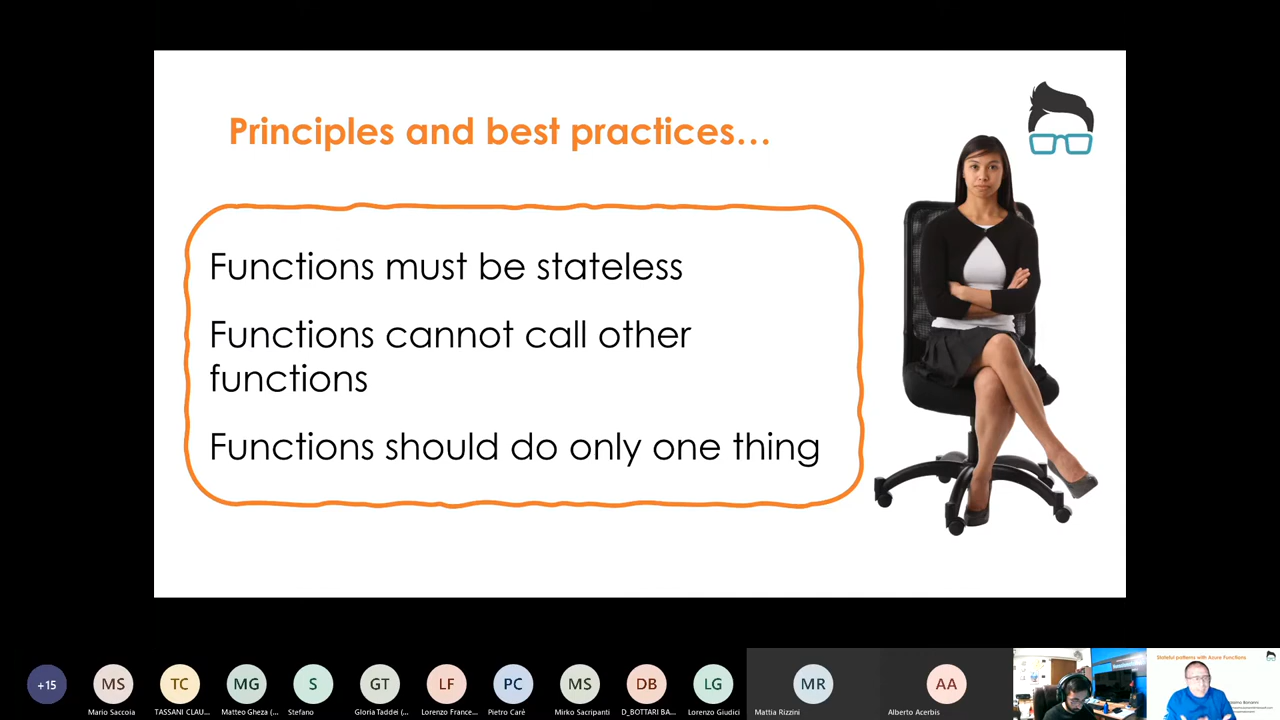 Principles and best practices...
Functions must be stateless
Functions cannot call other
functions
Functions should do only one thing
+15
MS
TC
MG
S
GT
LF
PC
MS
DB
LG
MR
AA
Mario Saccoia
TASSANI CLAU...
Matteo Gheza (...
Stefano
Gloria Taddei (...
Lorenzo France...
Pietro Caré
Mirko Sacripanti
D_BOTTARI BA...
Lorenzo Giudici
Mattia Rizzini
Alberto Acerbis
Stateful patterns with Azure Functions